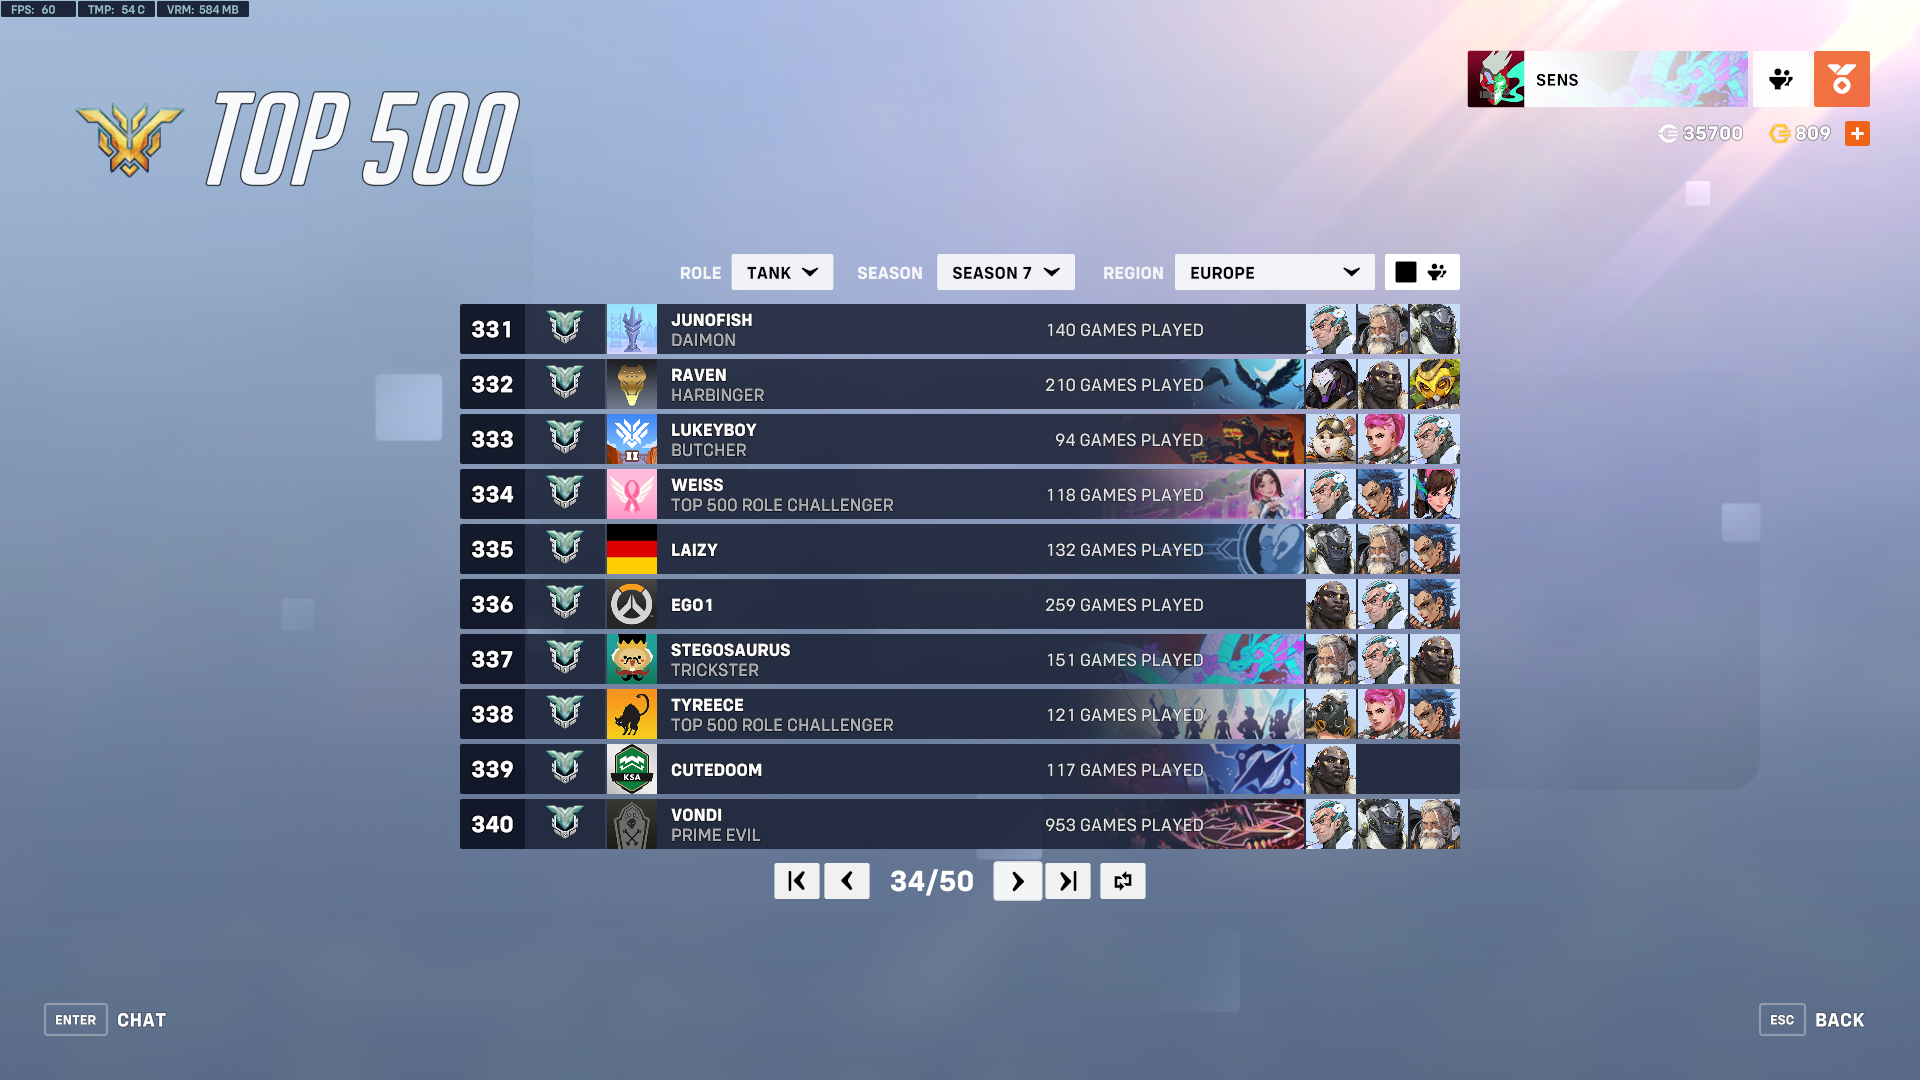 FPS: 60 TMP: 54 C VRM: 584 MB
TOP 500
SENS
35700 809
ROLE TANK SEASON SEASON 7 REGION EUROPE
331 JUNOFISH 140 GAMES PLAYED
DAIMON
332 RAVEN 210 GAMES PLAYED
HARBINGER
333 LUKEYBOY 94 GAMES PLAYED
II BUTCHER
334 WEISS 118 GAMES PLAYED
TOP 500 ROLE CHALLENGER
335 LAIZY 132 GAMES PLAYED
336 EGO1 259 GAMES PLAYED
337 STEGOSAURUS 151 GAMES PLAYED
TRICKSTER
338 TYREECE 121 GAMES PLAYED
TOP 500 ROLE CHALLENGER
339 KSA CUTEDOOM 117 GAMES PLAYED
340 VONDI 953 GAMES PLAYED
PRIME EVIL
34/50
ENTER CHAT
ESC BACK